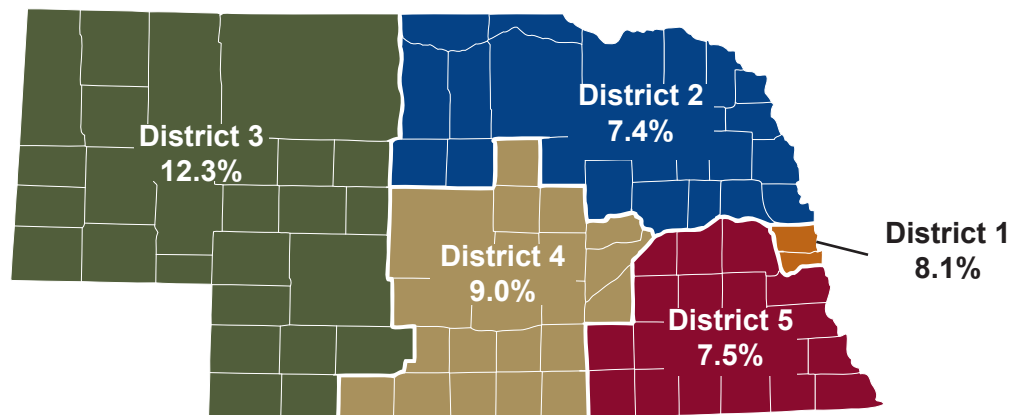 District 2
7.4%
District 3
12.3%
District 1
8.1%
District 4
9.0%
District 5
7.5%